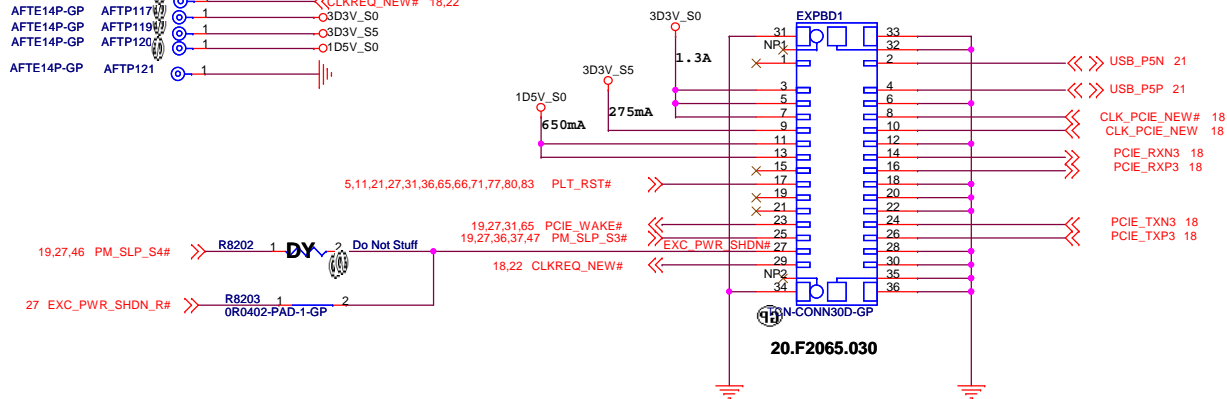 CLKREQ_NEW# 18,22
AFTE14P-GP AFTP117 1 3D3V_S0
AFTE14P-GP AFTP119 1 3D3V_S5
AFTE14P-GP AFTP120 1 1D5V_S0
AFTE14P-GP AFTP121 1
3D3V_S0
1.3A
3D3V_S5
275mA
1D5V_S0
650mA
EXPBD1
31 33
NP1 32
1 2 USB_P5N 21
3 4 USB_P5P 21
5 6
7 8 CLK_PCIE_NEW# 18
9 10 CLK_PCIE_NEW 18
11 12
13 14 PCIE_RXN3 18
15 16 PCIE_RXP3 18
5,11,21,27,31,36,65,66,71,77,80,83 PLT_RST# 17 18
19 20
21 22
19,27,31,65 PCIE_WAKE# 23 24 PCIE_TXN3 18
19,27,36,37,47 PM_SLP_S3# 25 26 PCIE_TXP3 18
EXC_PWR_SHDN# 27 28
18,22 CLKREQ_NEW# 29 30
NP2 35
34 36
19,27,46 PM_SLP_S4# R8202 1 DY 2 Do Not Stuff
27 EXC_PWR_SHDN_R# R8203 1 2
0R0402-PAD-1-GP
TCN-CONN30D-GP
20.F2065.030